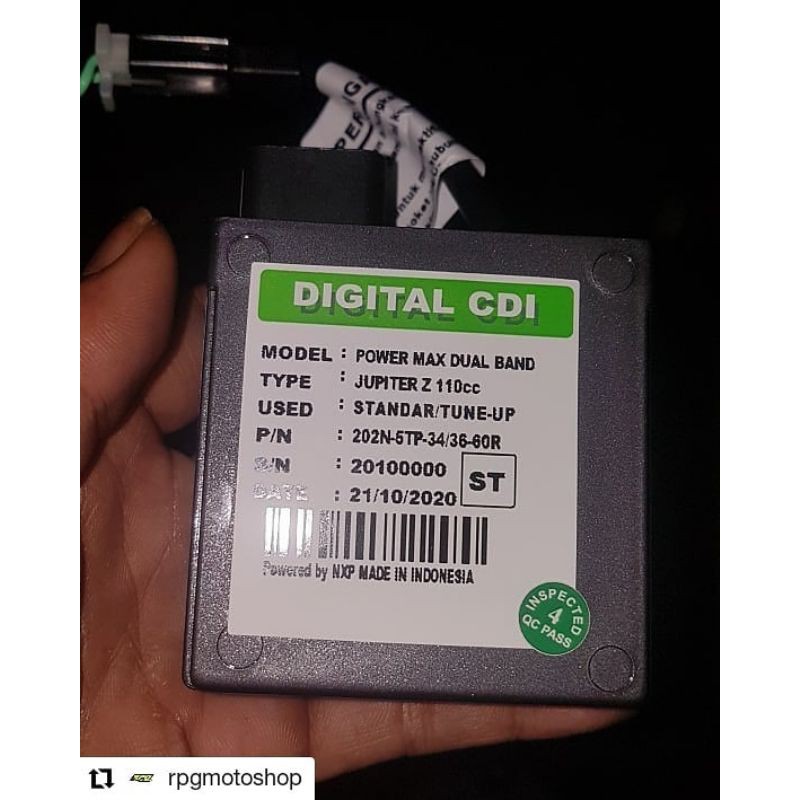 DIGITAL CDI
MODEL : POWER MAX DUAL BAND
TYPE : JUPITER Z 110cc
USED : STANDAR/TUNE-UP
P/N : 202N-5TP-34/36-60R
S/N : 20100000
DATE : 21/10/2020
ST
Powered by NXP MADE IN INDONESIA
INSPECTED
4
QC PASS
rpgmotoshop